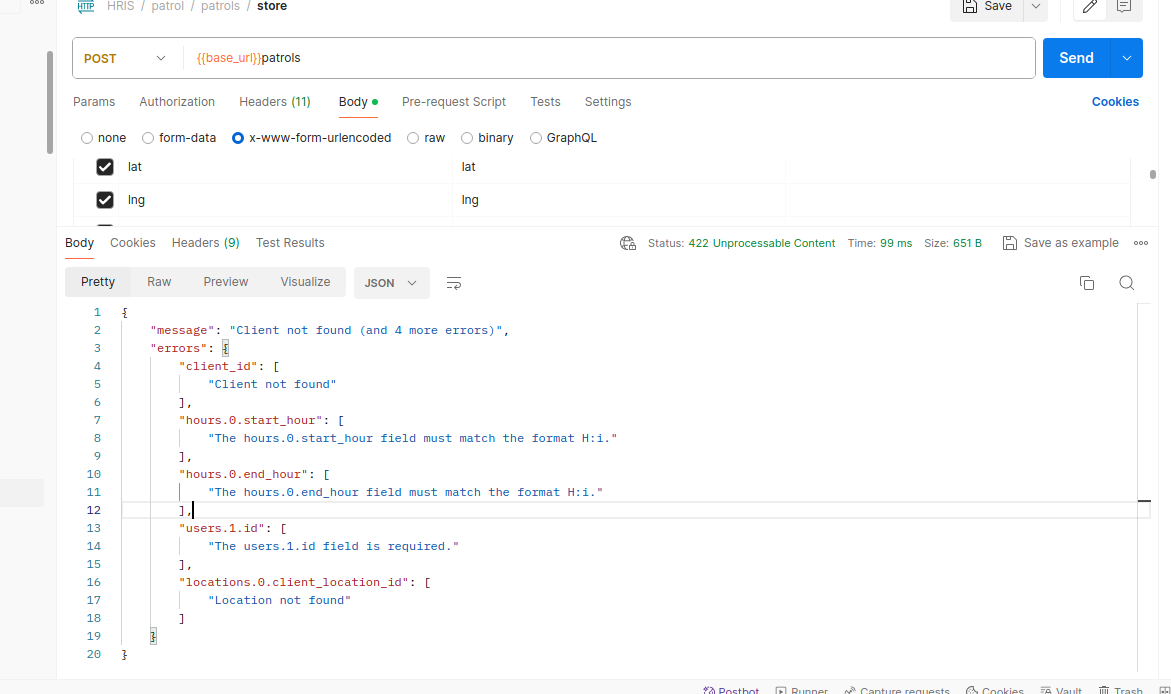 HTTP HRIS / patrol / patrols / store Save
POST {{base_url}}patrols Send
Params Authorization Headers (11) Body Pre-request Script Tests Settings Cookies
none form-data x-www-form-urlencoded raw binary GraphQL
lat lat
lng lng
Body Cookies Headers (9) Test Results Status: 422 Unprocessable Content Time: 99 ms Size: 651 B Save as example
Pretty Raw Preview Visualize JSON
1 {
2 "message": "Client not found (and 4 more errors)",
3 "errors": {
4 "client_id": [
5 "Client not found"
6 ],
7 "hours.0.start_hour": [
8 "The hours.0.start_hour field must match the format H:i."
9 ],
10 "hours.0.end_hour": [
11 "The hours.0.end_hour field must match the format H:i."
12 ],
13 "users.1.id": [
14 "The users.1.id field is required."
15 ],
16 "locations.0.client_location_id": [
17 "Location not found"
18 ]
19 }
20 }
Postbot Runner Capture requests Cookies Vault Trash